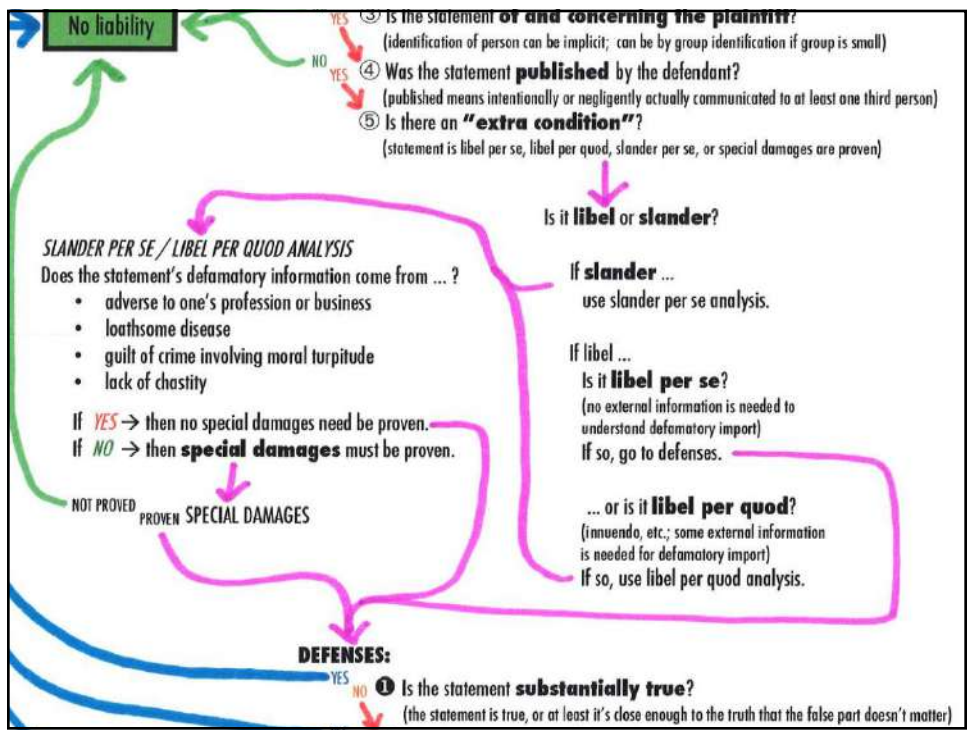 No liability
YES ③ Is the statement of and concerning the plaintiff?
(identification of person can be implicit; can be by group identification if group is small)
NO YES ④ Was the statement published by the defendant?
(published means intentionally or negligently actually communicated to at least one third person)
⑤ Is there an "extra condition"?
(statement is libel per se, libel per quod, slander per se, or special damages are proven)
Is it libel or slander?
If slander ...
use slander per se analysis.
If libel ...
Is it libel per se?
(no external information is needed to
understand defamatory import)
If so, go to defenses.
... or is it libel per quod?
(innuendo, etc.; some external information
is needed for defamatory import)
If so, use libel per quod analysis.
SLANDER PER SE / LIBEL PER QUOD ANALYSIS
Does the statement's defamatory information come from ... ?
• adverse to one's profession or business
• loathsome disease
• guilt of crime involving moral turpitude
• lack of chastity
If YES → then no special damages need be proven.
If NO → then special damages must be proven.
NOT PROVED PROVEN SPECIAL DAMAGES
DEFENSES:
YES NO ❶ Is the statement substantially true?
(the statement is true, or at least it's close enough to the truth that the false part doesn't matter)